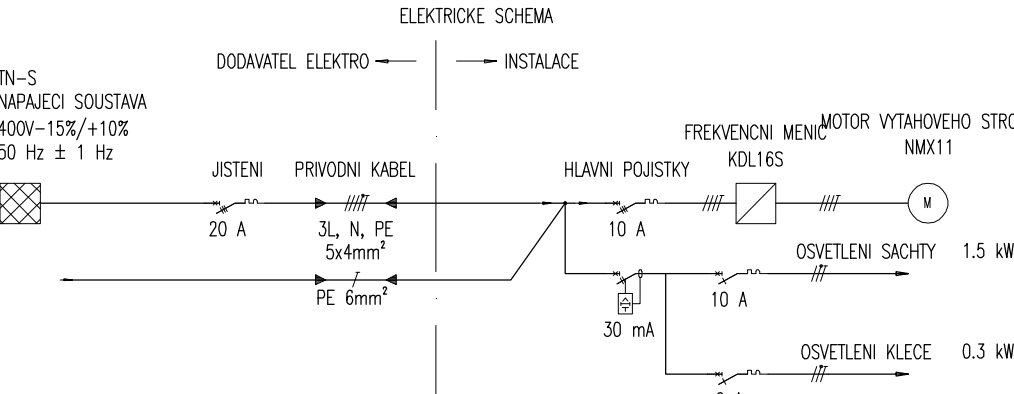 ELEKTRICKE SCHEMA
DODAVATEL ELEKTRO
INSTALACE
TN-S
NAPAJECI SOUSTAVA
400V-15%/+10%
50 Hz ± 1 Hz
FREKVENCNI MENIC
KDL16S
MOTOR VYTAHOVEHO STRO
NMX11
JISTENI
PRIVODNI KABEL
HLAVNI POJISTKY
M
20 A
3L, N, PE
5x4mm²
10 A
OSVETLENI SACHTY 1.5 kW
PE 6mm²
10 A
30 mA
OSVETLENI KLECE 0.3 kW